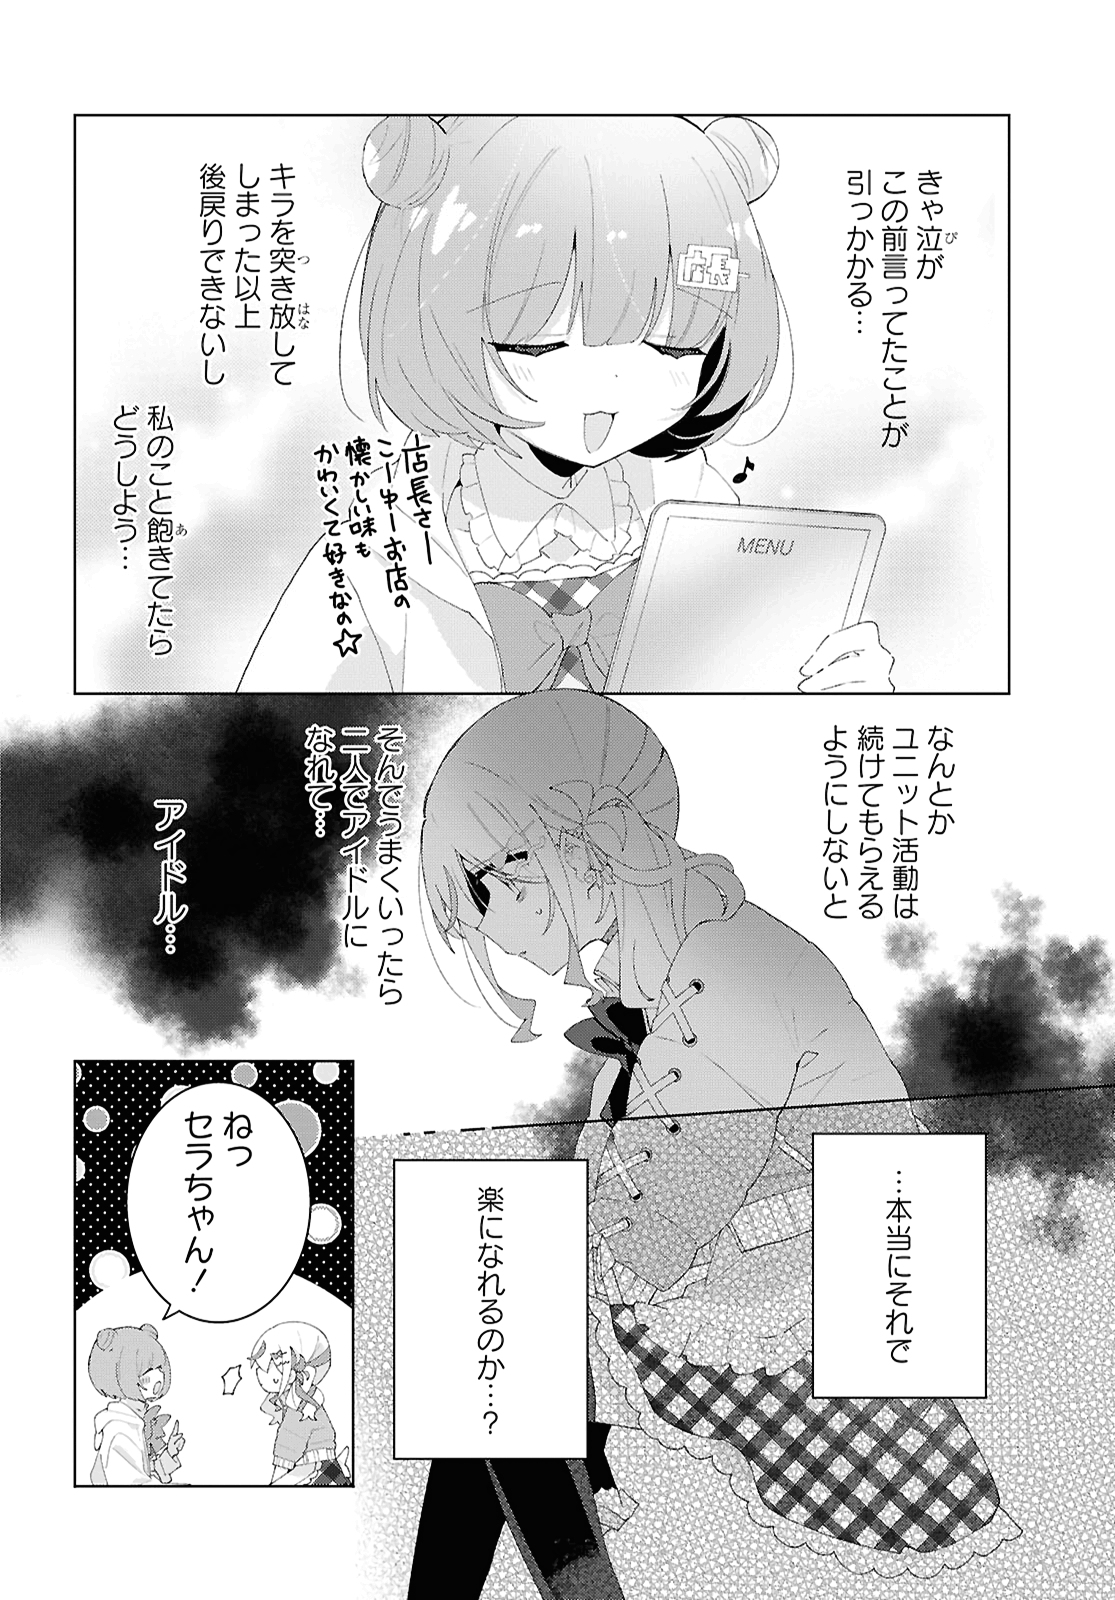 きゃ泣が
この前言ってたことが
引っかかる…
キラを突き放して
しまった以上
後戻りできないし
私のこと飽きてたら
どうしよう…
店長さー
こーゆーお店の
懐かしい味も
かわいくて好きなの☆
MENU
店長
なんとか
ユニット活動は
続けてもらえる
ようにしないと
そんでうまくいったら
二人でアイドルに
なれて…
アイドル…
…本当にそれで
楽になれるのか…?
ねっ
セラちゃん!